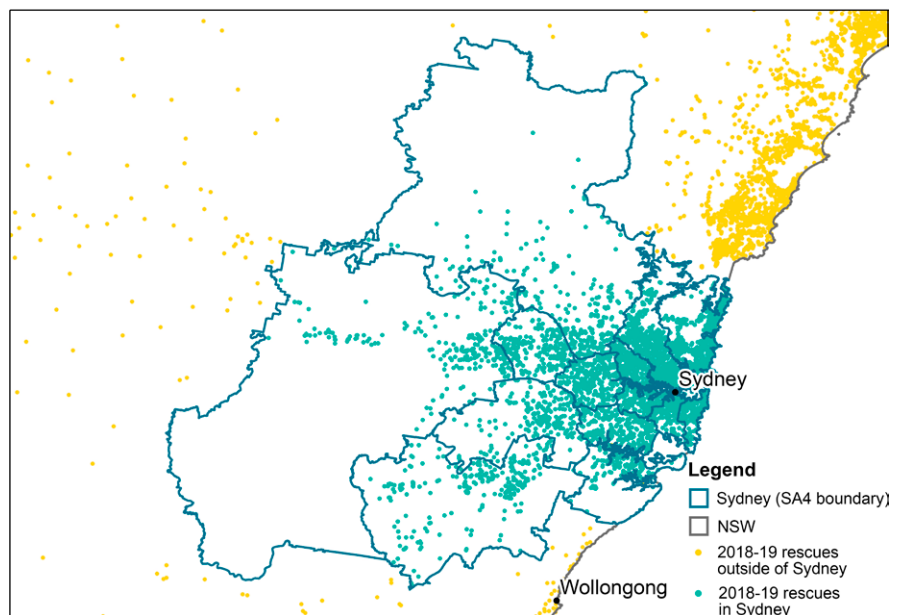 Sydney
Legend
Sydney (SA4 boundary)
NSW
2018-19 rescues
outside of Sydney
2018-19 rescues
in Sydney
Wollongong